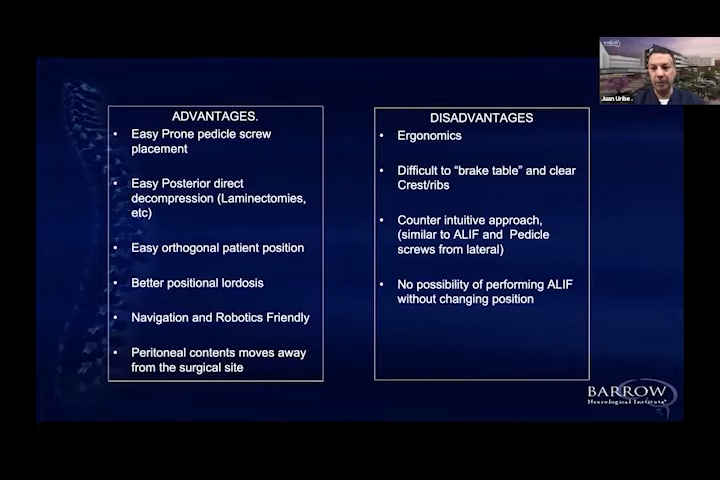 ADVANTAGES.
• Easy Prone pedicle screw
placement
• Easy Posterior direct
decompression (Laminectomies,
etc)
• Easy orthogonal patient position
• Better positional lordosis
• Navigation and Robotics Friendly
• Peritoneal contents moves away
from the surgical site
DISADVANTAGES
• Ergonomics
• Difficult to “brake table” and clear
Crest/ribs
• Counter intuitive approach,
(similar to ALIF and Pedicle
screws from lateral)
• No possibility of performing ALIF
without changing position
BARROW
Juan Uribe .
BARROW
Neurological Institute®